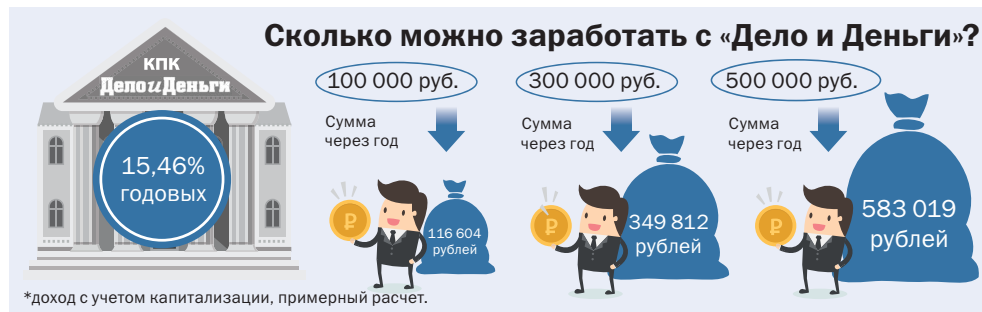 Сколько можно заработать с «Дело и Деньги»?
КПК
Дело и Деньги
15,46%
годовых
100 000 руб.
Сумма
через год
₽
116 604
рублей
300 000 руб.
Сумма
через год
₽
349 812
рублей
500 000 руб.
Сумма
через год
₽
583 019
рублей
*доход с учетом капитализации, примерный расчет.